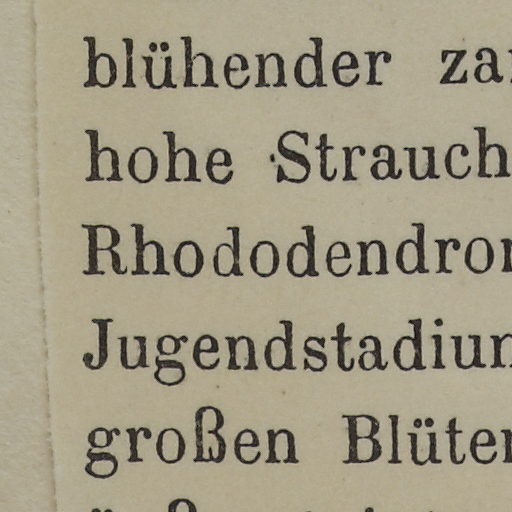 blühender
hohe Strauch
Rhododendron
Jugendstadium
großen Blüten